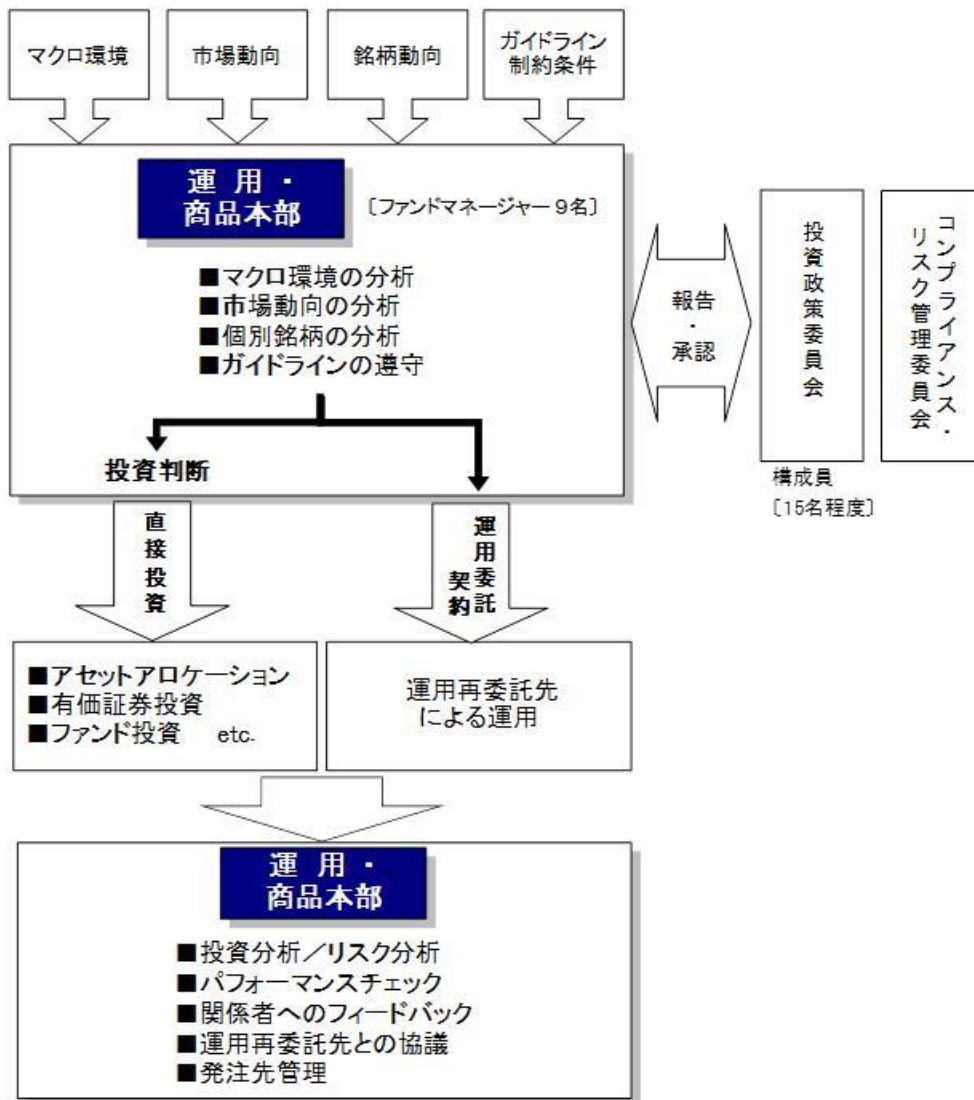 マクロ環境
市場動向
銘柄動向
ガイドライン
制約条件
運 用 ・
商品本部
〔ファンドマネージャー９名〕
■マクロ環境の分析
■市場動向の分析
■個別銘柄の分析
■ガイドラインの遵守
投資判断
報告
・
承認
投資政策委員会
コンプライアンス・
リスク管理委員会
構成員
〔15名程度〕
直接投資
運用委託
契約
■アセットアロケーション
■有価証券投資
■ファンド投資 etc.
運用再委託先
による運用
運 用 ・
商品本部
■投資分析／リスク分析
■パフォーマンスチェック
■関係者へのフィードバック
■運用再委託先との協議
■発注先管理